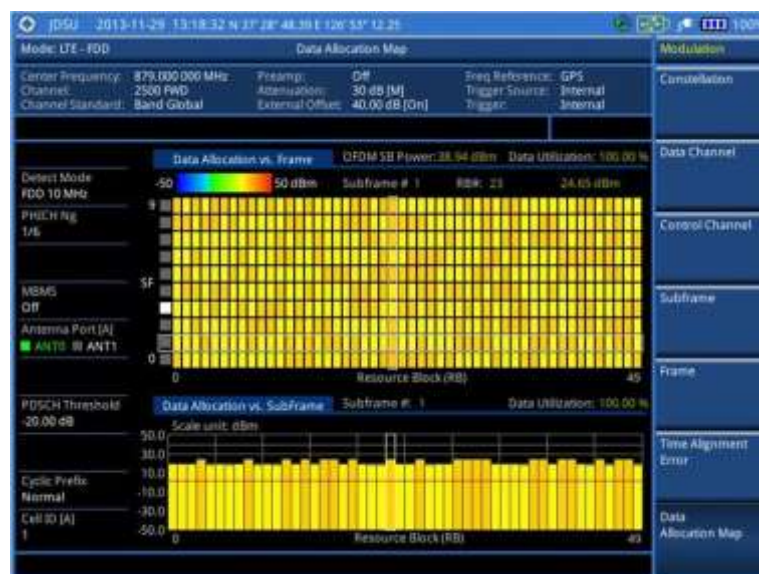 JDSU 2013-11-29 13:18:32 N 37° 28' 48.39 E 126° 53' 12.25 100%
Mode: LTE - FDD Data Allocation Map Modulation
Center Frequency: 879.000 000 MHz Preamp: Off Freq Reference: GPS
Channel: 2500 FWD Attenuation: 30 dB [M] Trigger Source: Internal
Channel Standard: Band Global External Offset: 40.00 dB [On] Trigger: Internal
Constellation
Data Allocation vs. Frame OFDM SB Power: 38.94 dBm Data Utilization: 100.00 %
Data Channel
Detect Mode
FDD 10 MHz
-50 50 dBm Subframe # 1 RB#: 23 24.65 dBm
PHICH Ng
1/6
9
Control Channel
MBMS
Off
SF
Subframe
Antenna Port [A]
ANT0 ANT1
0
0 Resource Block (RB) 49
Frame
PDSCH Threshold
-20.00 dB
Data Allocation vs. SubFrame Subframe #: 1 Data Utilization: 100.00 %
Scale unit: dBm
50.0
30.0
10.0
-10.0
-30.0
-50.0
0 Resource Block (RB) 49
Time Alignment
Error
Cyclic Prefix
Normal
Cell ID [A]
1
Data
Allocation Map